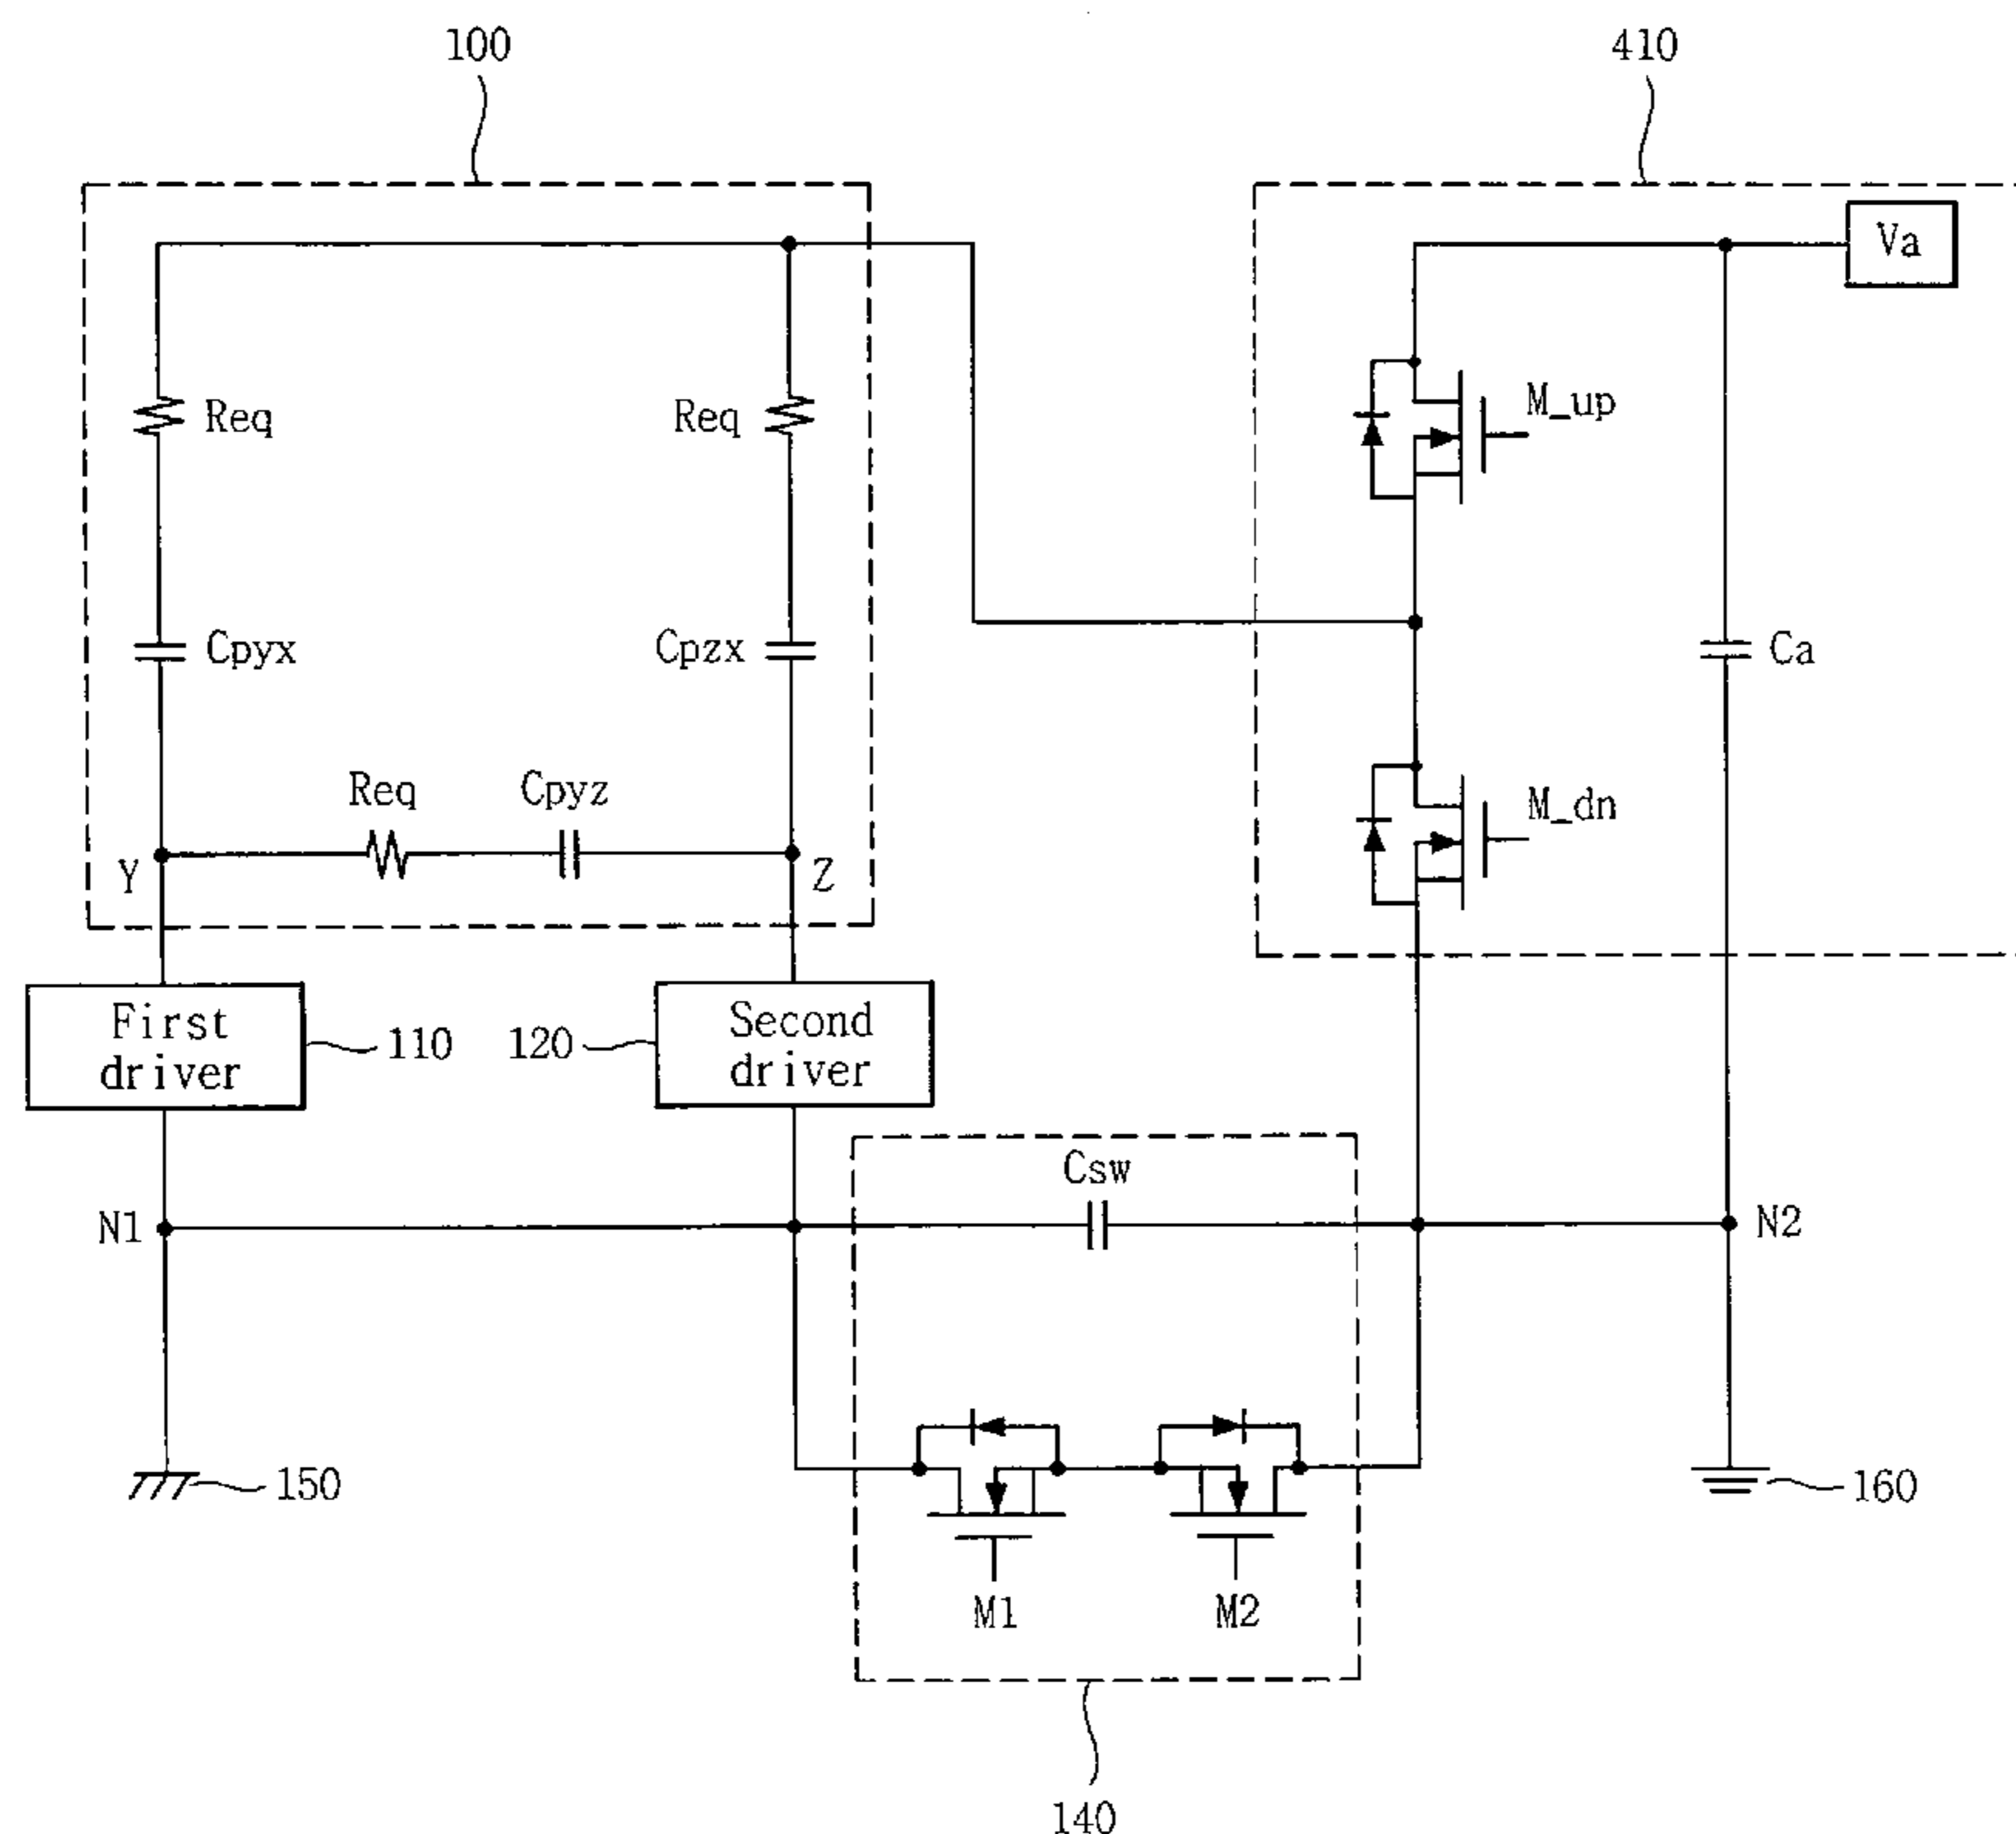 100
410
Va
Req
Req
M_up
Cpyx
Cpzx
Ca
Req
Cpyz
M_dn
Y
Z
First
driver
110
120
Second
driver
Csw
N1
N2
150
160
M1
M2
140